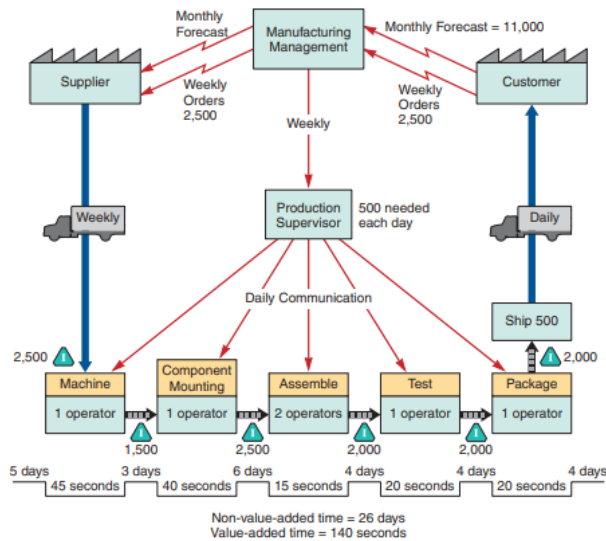 Monthly
Forecast
Manufacturing
Management
Monthly Forecast = 11,000
Supplier
Customer
Weekly
Orders
2,500
Weekly
Orders
2,500
Weekly
Weekly
Production
Supervisor
500 needed
each day
Daily
Daily Communication
Ship 500
2,500
I
I
2,000
Machine
Component
Mounting
Assemble
Test
Package
1 operator
1 operator
2 operators
1 operator
1 operator
I
I
I
I
1,500
2,500
2,000
2,000
5 days
3 days
6 days
4 days
4 days
4 days
45 seconds
40 seconds
15 seconds
20 seconds
20 seconds
Non-value-added time = 26 days
Value-added time = 140 seconds